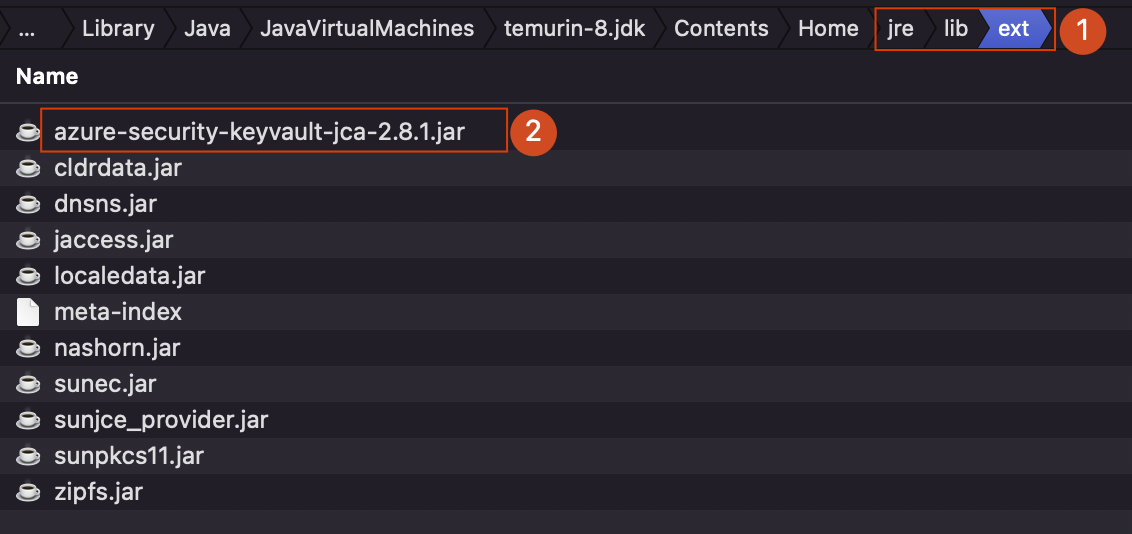 ... Library Java JavaVirtualMachines temurin-8.jdk Contents Home jre lib ext 1
Name
azure-security-keyvault-jca-2.8.1.jar 2
cldrdata.jar
dnsns.jar
jaccess.jar
localedata.jar
meta-index
nashorn.jar
sunec.jar
sunjce_provider.jar
sunpkcs11.jar
zipfs.jar